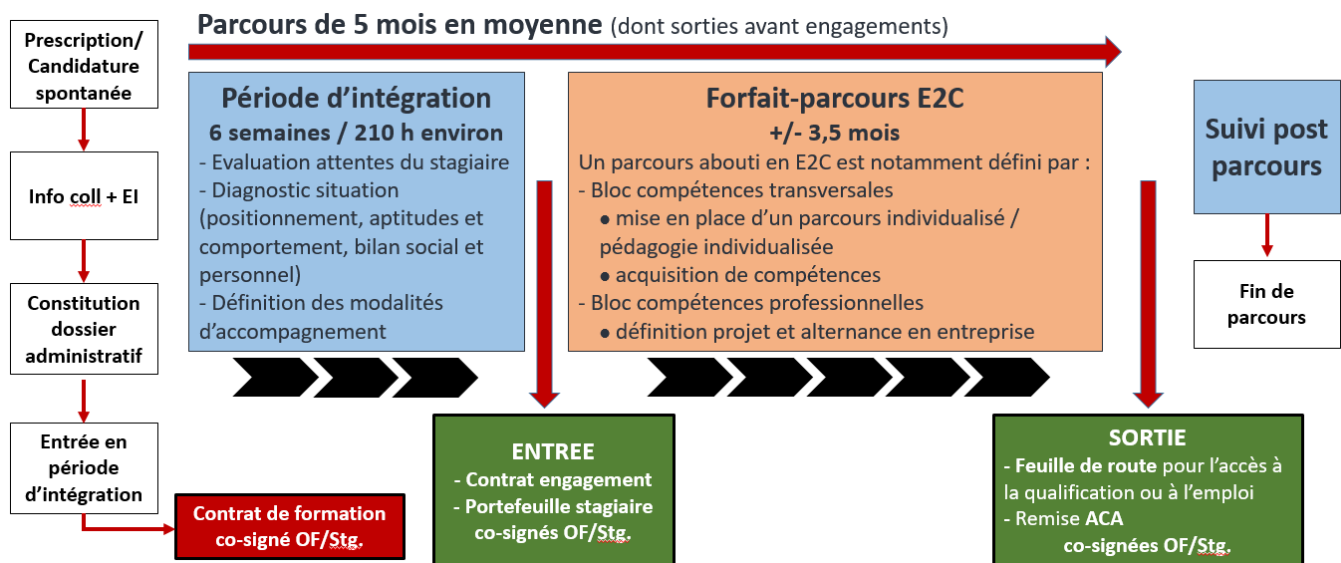 Parcours de 5 mois en moyenne (dont sorties avant engagements)
Prescription/
Candidature
spontanée
Info coll + EI
Constitution
dossier
administratif
Entrée en
période
d’intégration
Contrat de formation
co-signé OF/Stg.
Période d’intégration
6 semaines / 210 h environ
- Evaluation attentes du stagiaire
- Diagnostic situation
(positionnement, aptitudes et
comportement, bilan social et
personnel)
- Définition des modalités
d’accompagnement
ENTREE
- Contrat engagement
- Portefeuille stagiaire
co-signés OF/Stg.
Forfait-parcours E2C
+/- 3,5 mois
Un parcours abouti en E2C est notamment défini par :
- Bloc compétences transversales
● mise en place d’un parcours individualisé /
pédagogie individualisée
● acquisition de compétences
- Bloc compétences professionnelles
● définition projet et alternance en entreprise
SORTIE
- Feuille de route pour l’accès à
la qualification ou à l’emploi
- Remise ACA
co-signées OF/Stg.
Suivi post
parcours
Fin de
parcours